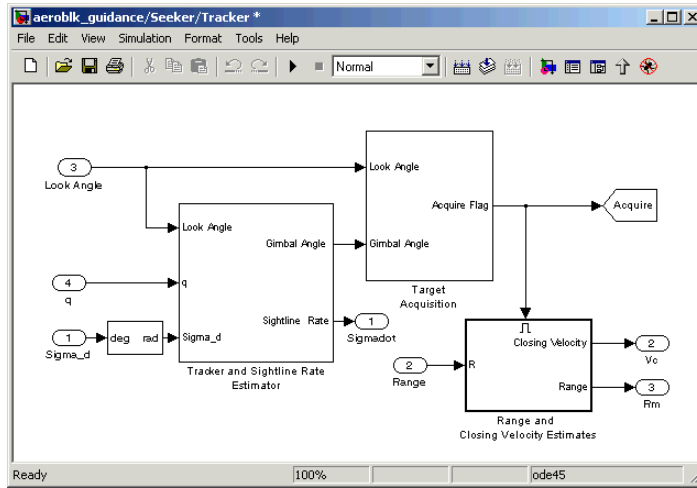 aeroblk_guidance/Seeker/Tracker *
File Edit View Simulation Format Tools Help
Normal
3
Look Angle
Look Angle
Acquire Flag
Gimbal Angle
Target
Acquisition
Acquire
Look Angle
Gimbal Angle
q
Sightline Rate
Sigma_d
Tracker and Sightline Rate
Estimator
4
q
1
Sigma_d
deg rad
1
Sigmadot
2
Range
Closing Velocity
R
Range
Range and
Closing Velocity Estimates
2
Vc
3
Rm
Ready 100% ode45